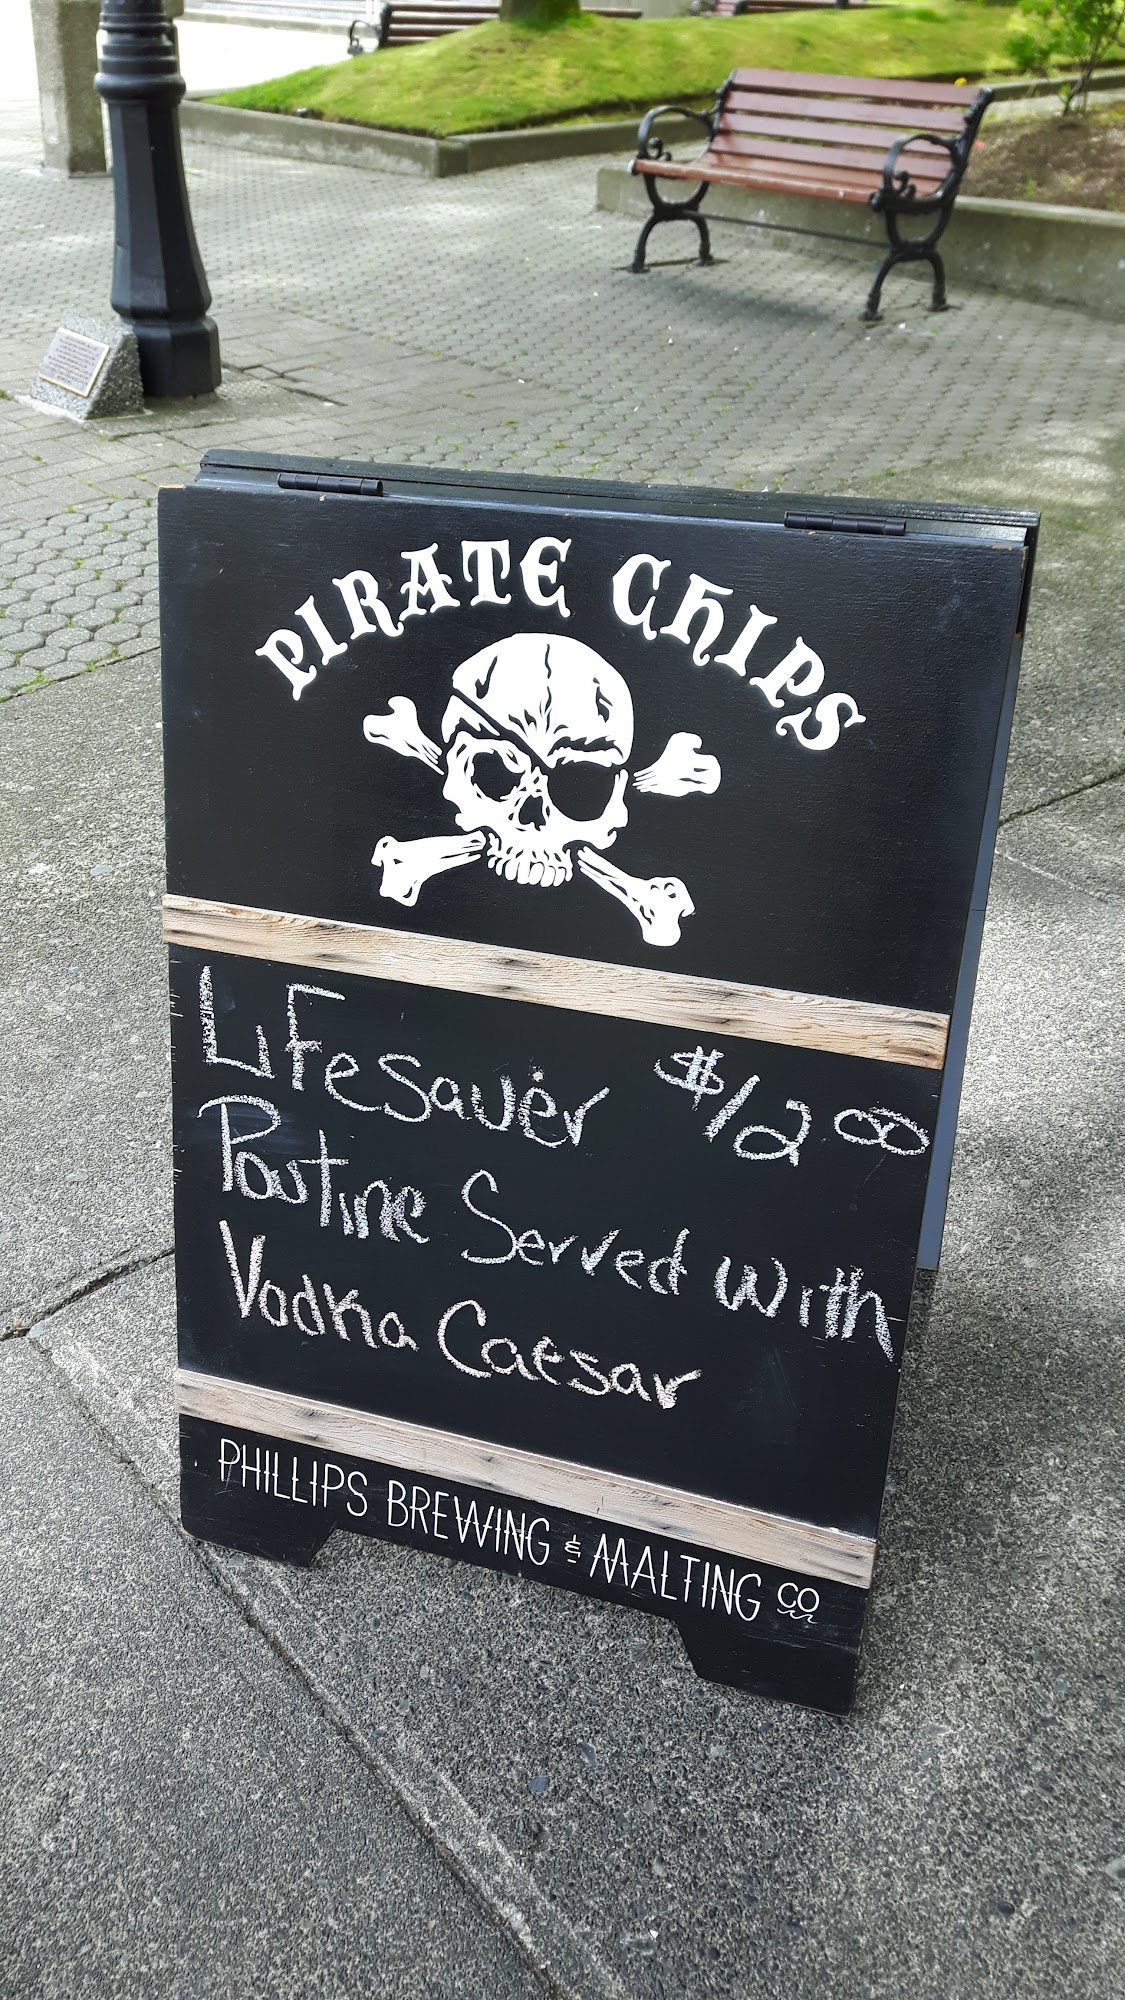 PIRATE CHIPS
LiFesaver $12.00
Poutine Served with
Vodka Caesar
PHILLIPS BREWING & MALTING CO